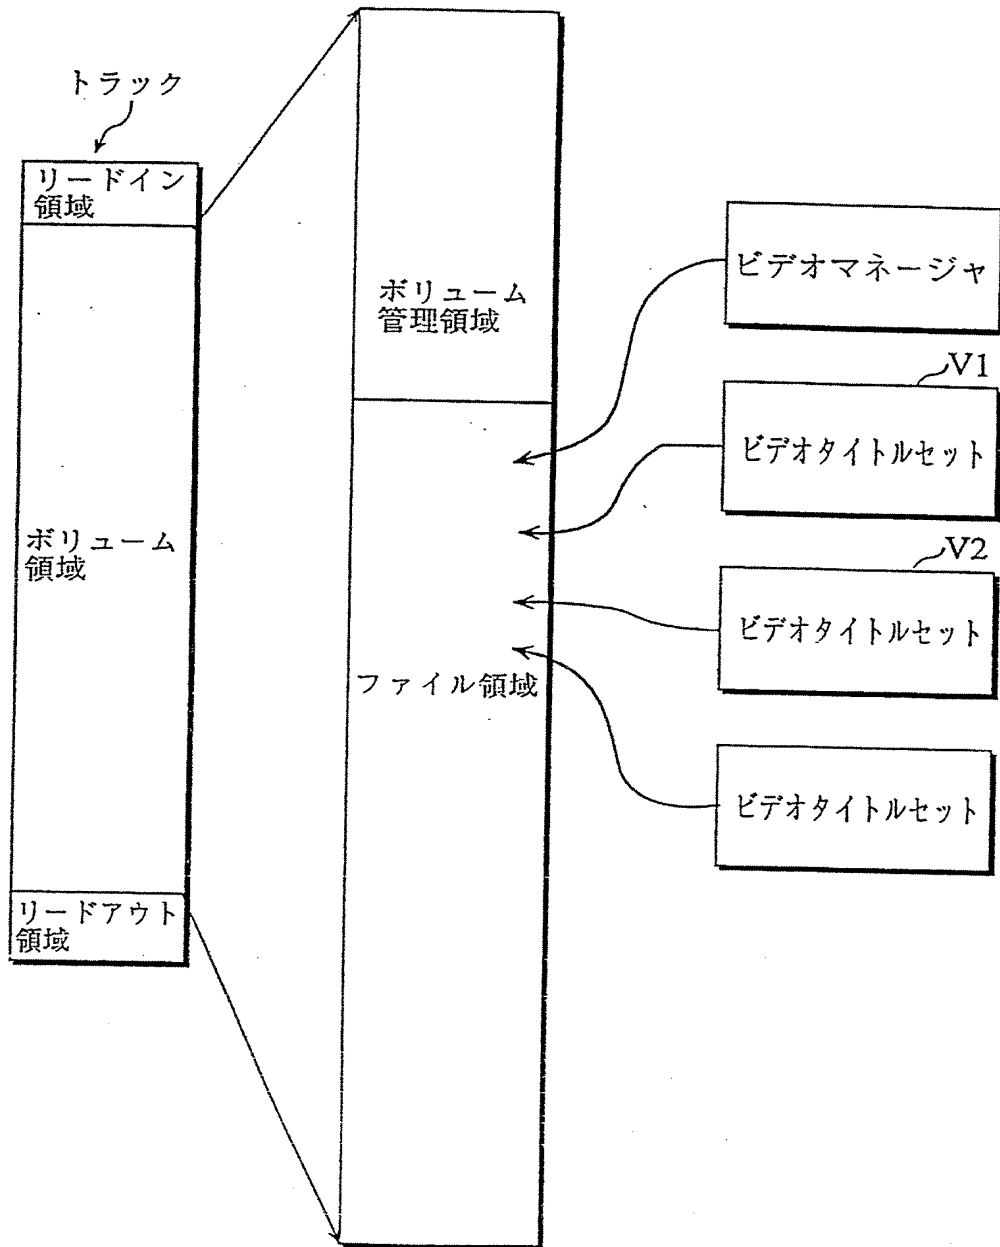 トラック
リードイン
領域
ボリューム
領域
リードアウト
領域
ボリューム
管理領域
ファイル領域
ビデオマネージャ
V1
ビデオタイトルセット
V2
ビデオタイトルセット
ビデオタイトルセット